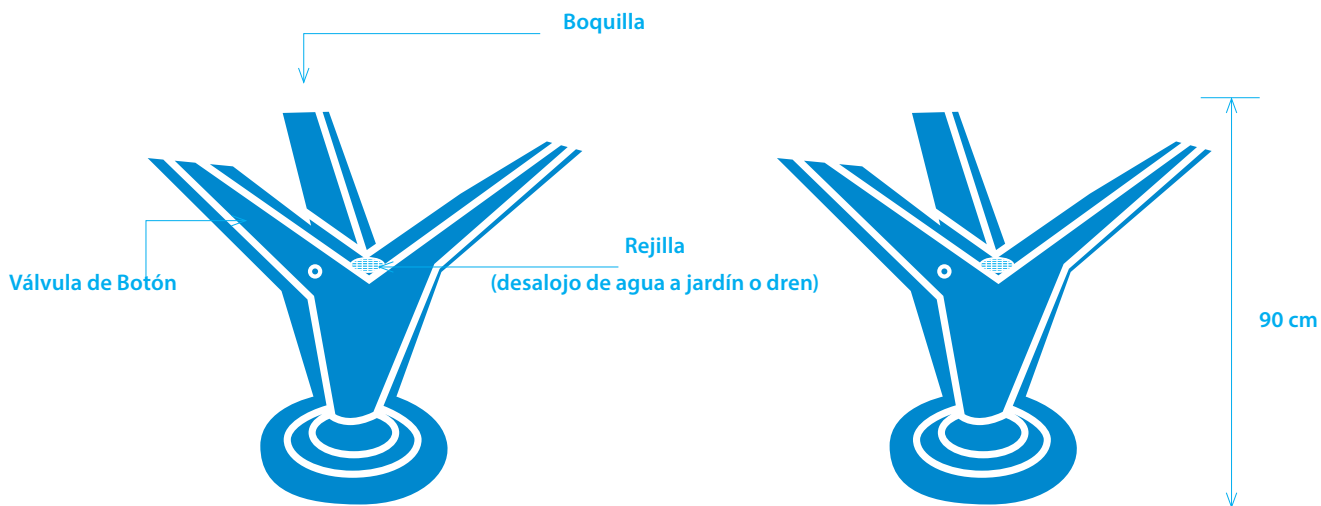 Boquilla
Rejilla
Válvula de Botón
(desalojo de agua a jardín o dren)
90 cm